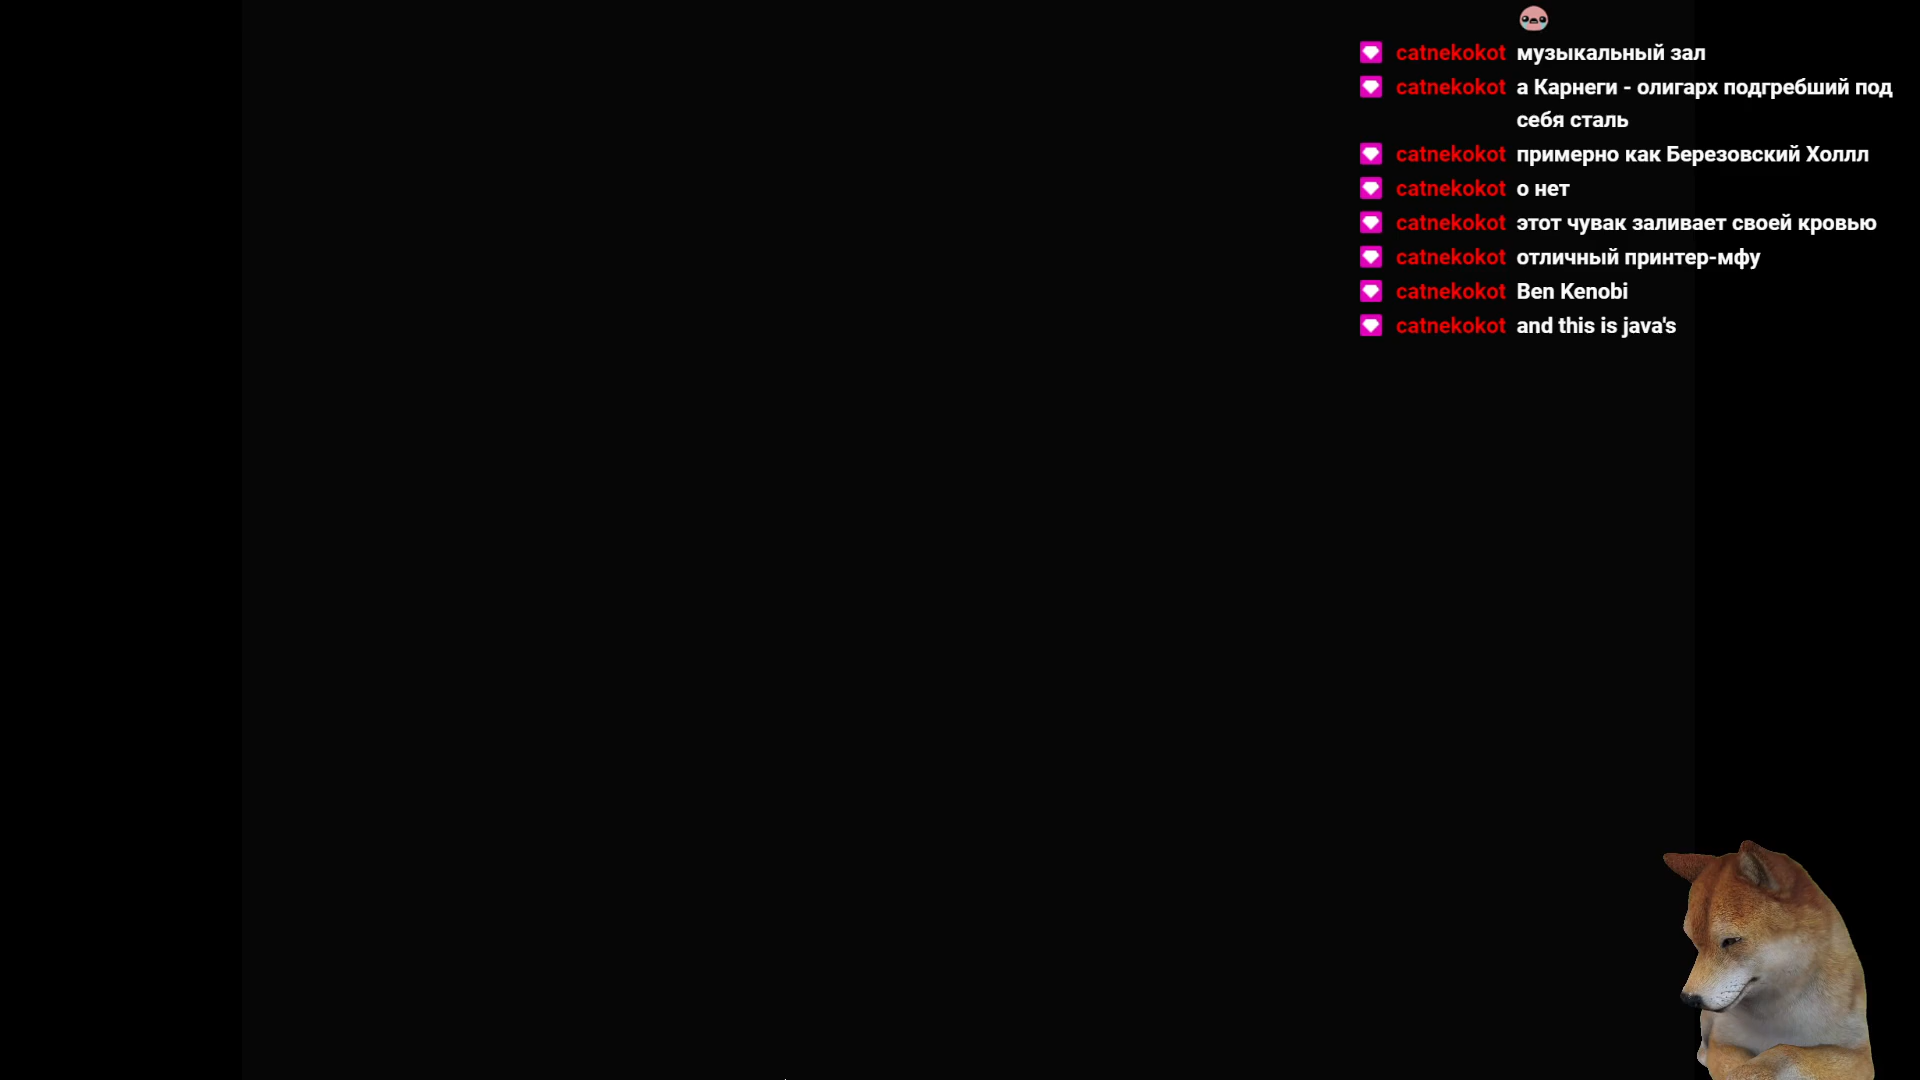 catnekokot музыкальный зал
catnekokot а Карнеги - олигарх подгребший под
себя сталь
catnekokot примерно как Березовский Холлл
catnekokot о нет
catnekokot этот чувак заливает своей кровью
catnekokot отличный принтер-мфу
catnekokot Ben Kenobi
catnekokot and this is java's